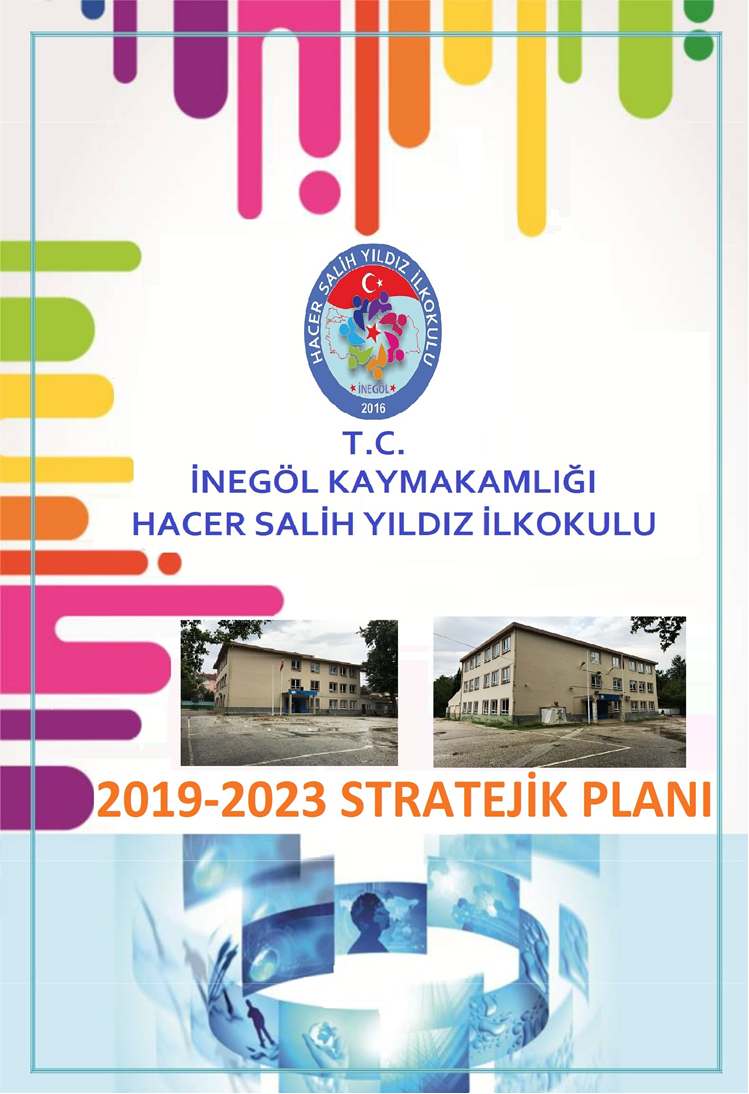 HACER SALİH YILDIZ İLKOKULU
İNEGÖL
2016
T.C.
İNEGÖL KAYMAKAMLIĞI
HACER SALİH YILDIZ İLKOKULU
2019-2023 STRATEJİK PLANI